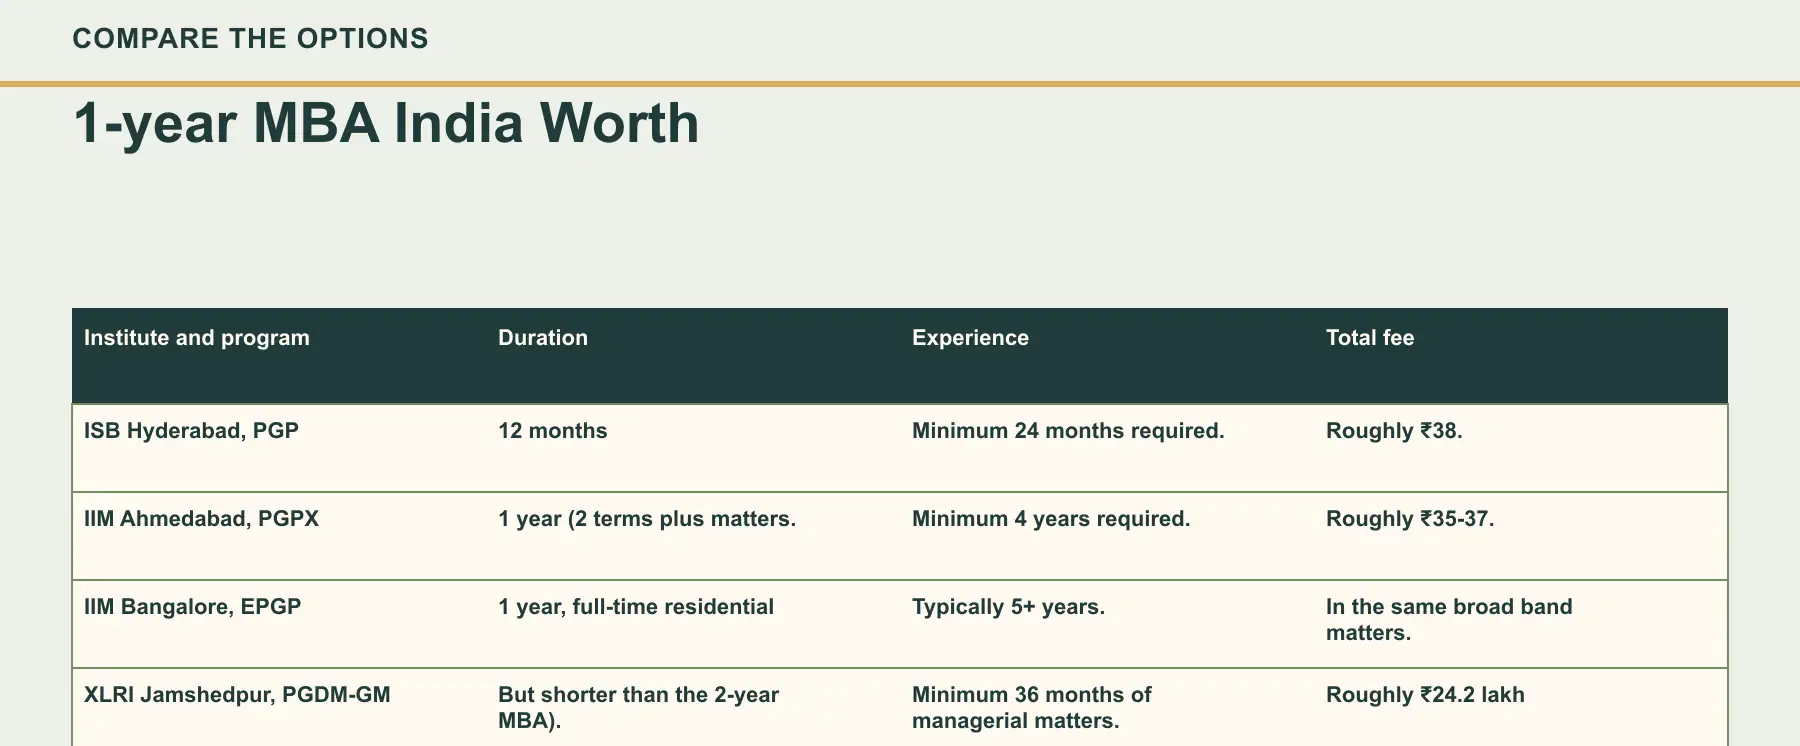 COMPARE THE OPTIONS
1-year MBA India Worth
Institute and program Duration Experience Total fee
ISB Hyderabad, PGP 12 months Minimum 24 months required. Roughly ₹38.
IIM Ahmedabad, PGPX 1 year (2 terms plus matters. Minimum 4 years required. Roughly ₹35-37.
IIM Bangalore, EPGP 1 year, full-time residential Typically 5+ years. In the same broad band
matters.
XLRI Jamshedpur, PGDM-GM But shorter than the 2-year Minimum 36 months of Roughly ₹24.2 lakh
MBA). managerial matters.